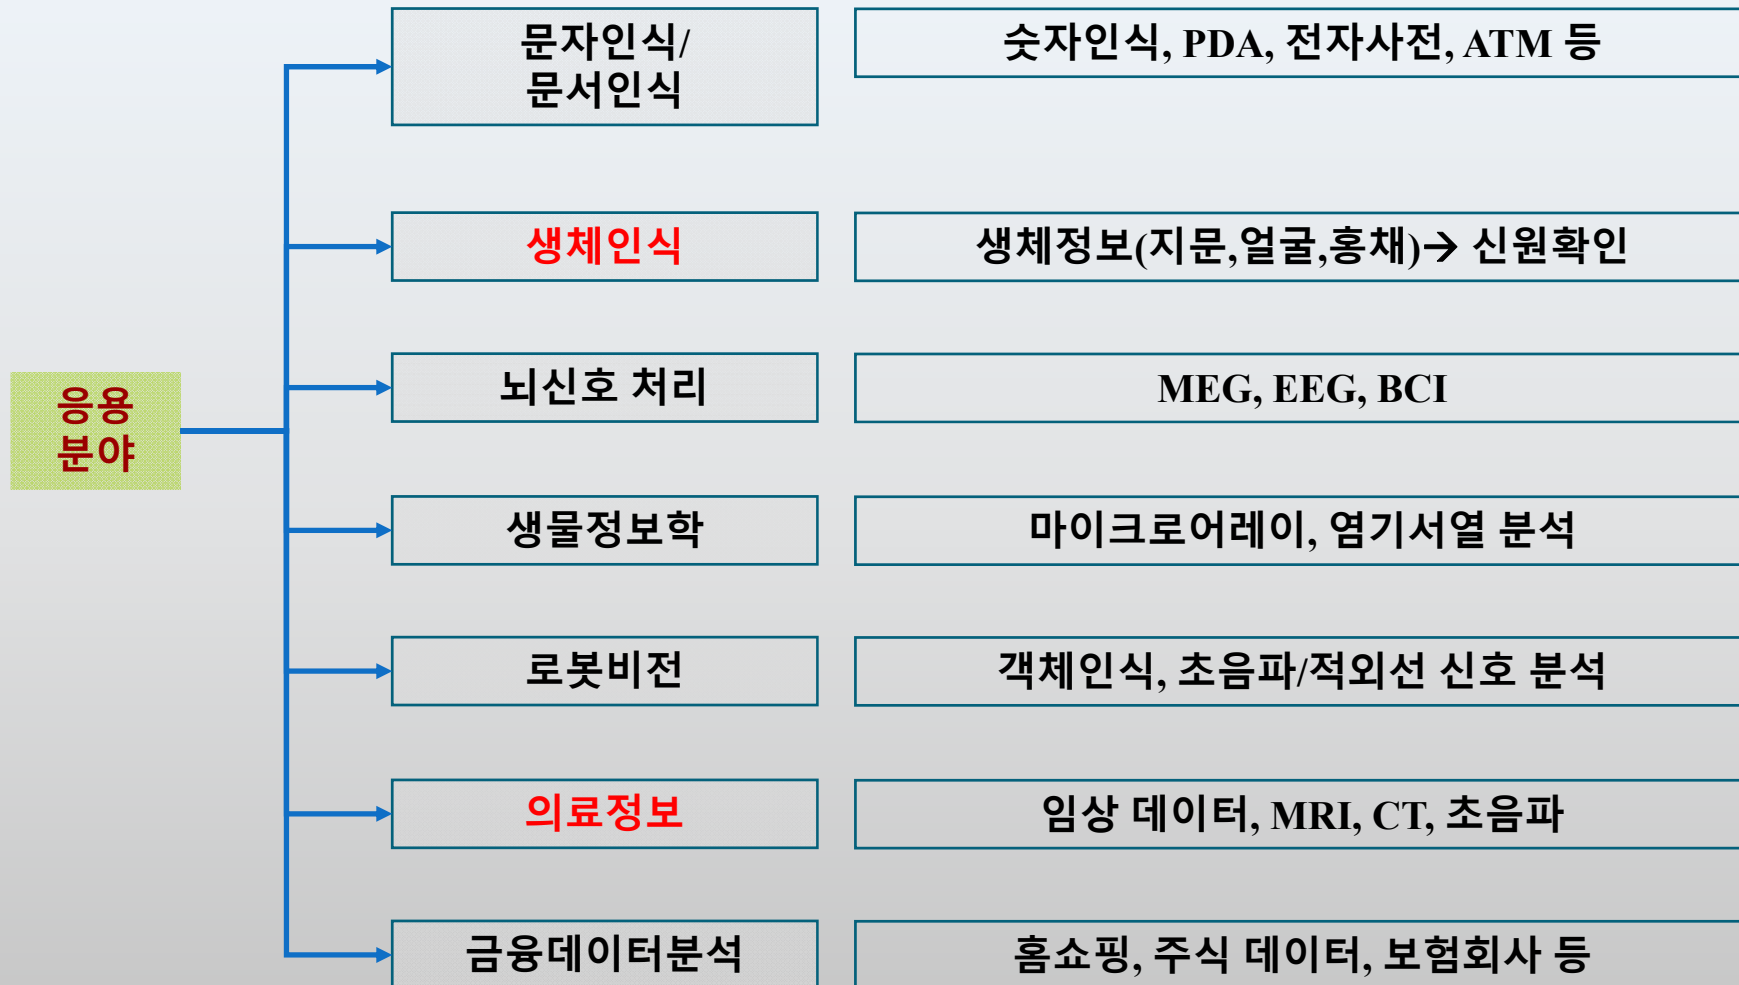 응용
분야
문자인식/
문서인식
숫자인식, PDA, 전자사전, ATM 등
생체인식
생체정보(지문,얼굴,홍채)→ 신원확인
뇌신호 처리
MEG, EEG, BCI
생물정보학
마이크로어레이, 염기서열 분석
로봇비전
객체인식, 초음파/적외선 신호 분석
의료정보
임상 데이터, MRI, CT, 초음파
금융데이터분석
홈쇼핑, 주식 데이터, 보험회사 등